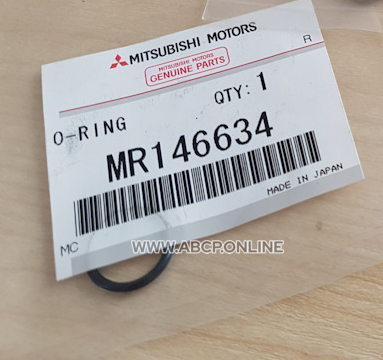 MITSUBISHI MOTORS
R
MITSUBISHI MOTORS
GENUINE PARTS
QTY: 1
O-RING
MR146634
MADE IN JAPAN
MC
WWW.ABCP.ONLINE